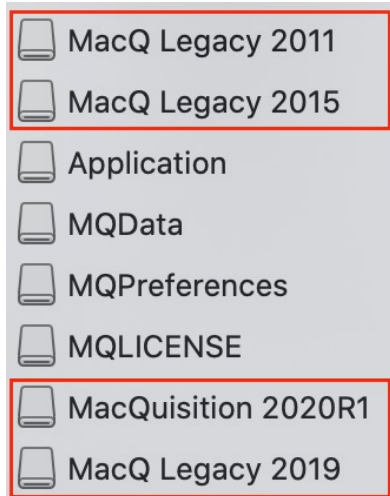 MacQ Legacy 2011
MacQ Legacy 2015
Application
MQData
MQPreferences
MQLICENSE
MacQuisition 2020R1
MacQ Legacy 2019